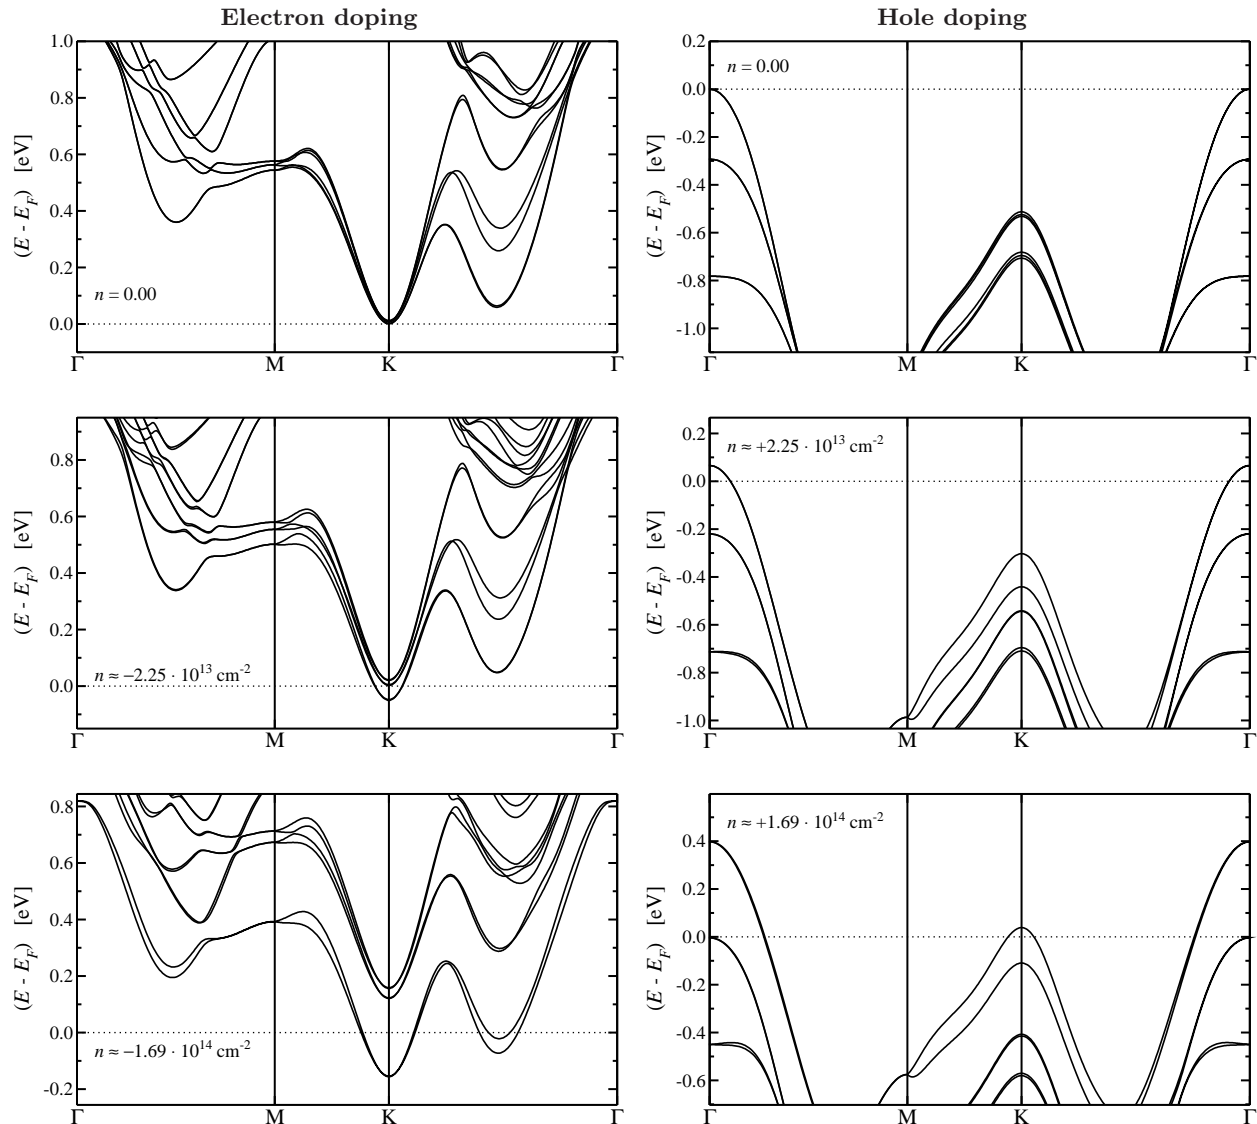 Electron doping
Hole doping
1.0
0.8
0.6
0.4
0.2
0.0
(E - E_F) [eV]
n = 0.00
Γ M K Γ
0.2
0.0
-0.2
-0.4
-0.6
-0.8
-1.0
(E - E_F) [eV]
n = 0.00
Γ M K Γ
0.8
0.6
0.4
0.2
0.0
(E - E_F) [eV]
n ≈ −2.25 · 10^13 cm^-2
Γ M K Γ
0.2
0.0
-0.2
-0.4
-0.6
-0.8
-1.0
(E - E_F) [eV]
n ≈ +2.25 · 10^13 cm^-2
Γ M K Γ
0.8
0.6
0.4
0.2
0.0
-0.2
(E - E_F) [eV]
n ≈ −1.69 · 10^14 cm^-2
Γ M K Γ
0.4
0.2
0.0
-0.2
-0.4
-0.6
(E - E_F) [eV]
n ≈ +1.69 · 10^14 cm^-2
Γ M K Γ